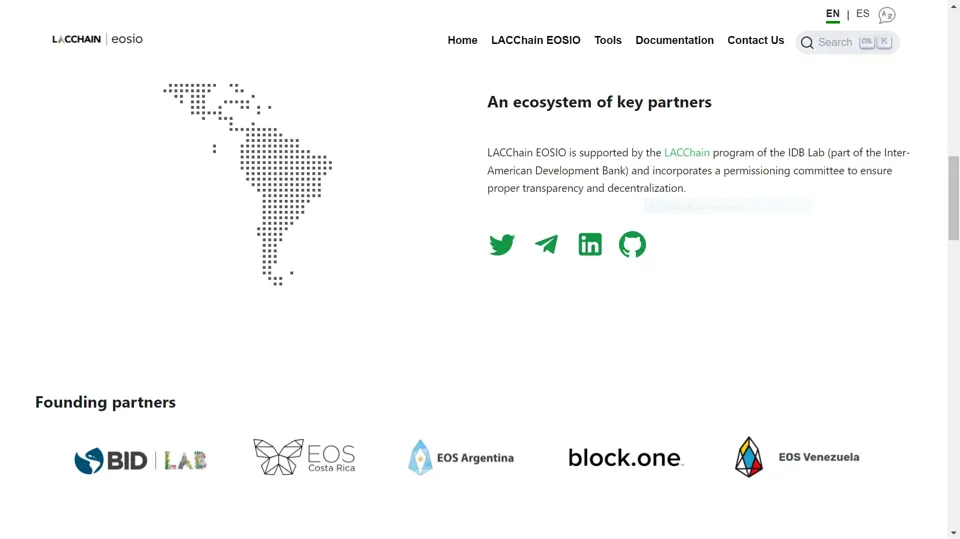 EN | ES
LACCHAIN | eosio
Home LACChain EOSIO Tools Documentation Contact Us
Search CTRL K
An ecosystem of key partners
LACChain EOSIO is supported by the LACChain program of the IDB Lab (part of the Inter-
American Development Bank) and incorporates a permissioning committee to ensure
proper transparency and decentralization.
Founding partners
BID | LAB
EOS
Costa Rica
EOS Argentina
block.one
EOS Venezuela